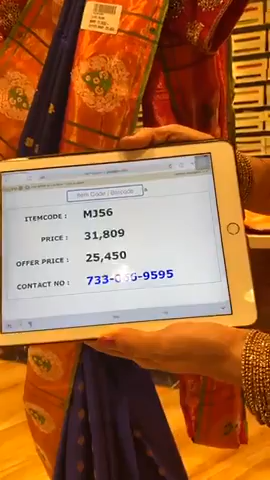 Item Code / Barcode
ITEMCODE : MJ56
PRICE : 31,809
OFFER PRICE : 25,450
CONTACT NO :